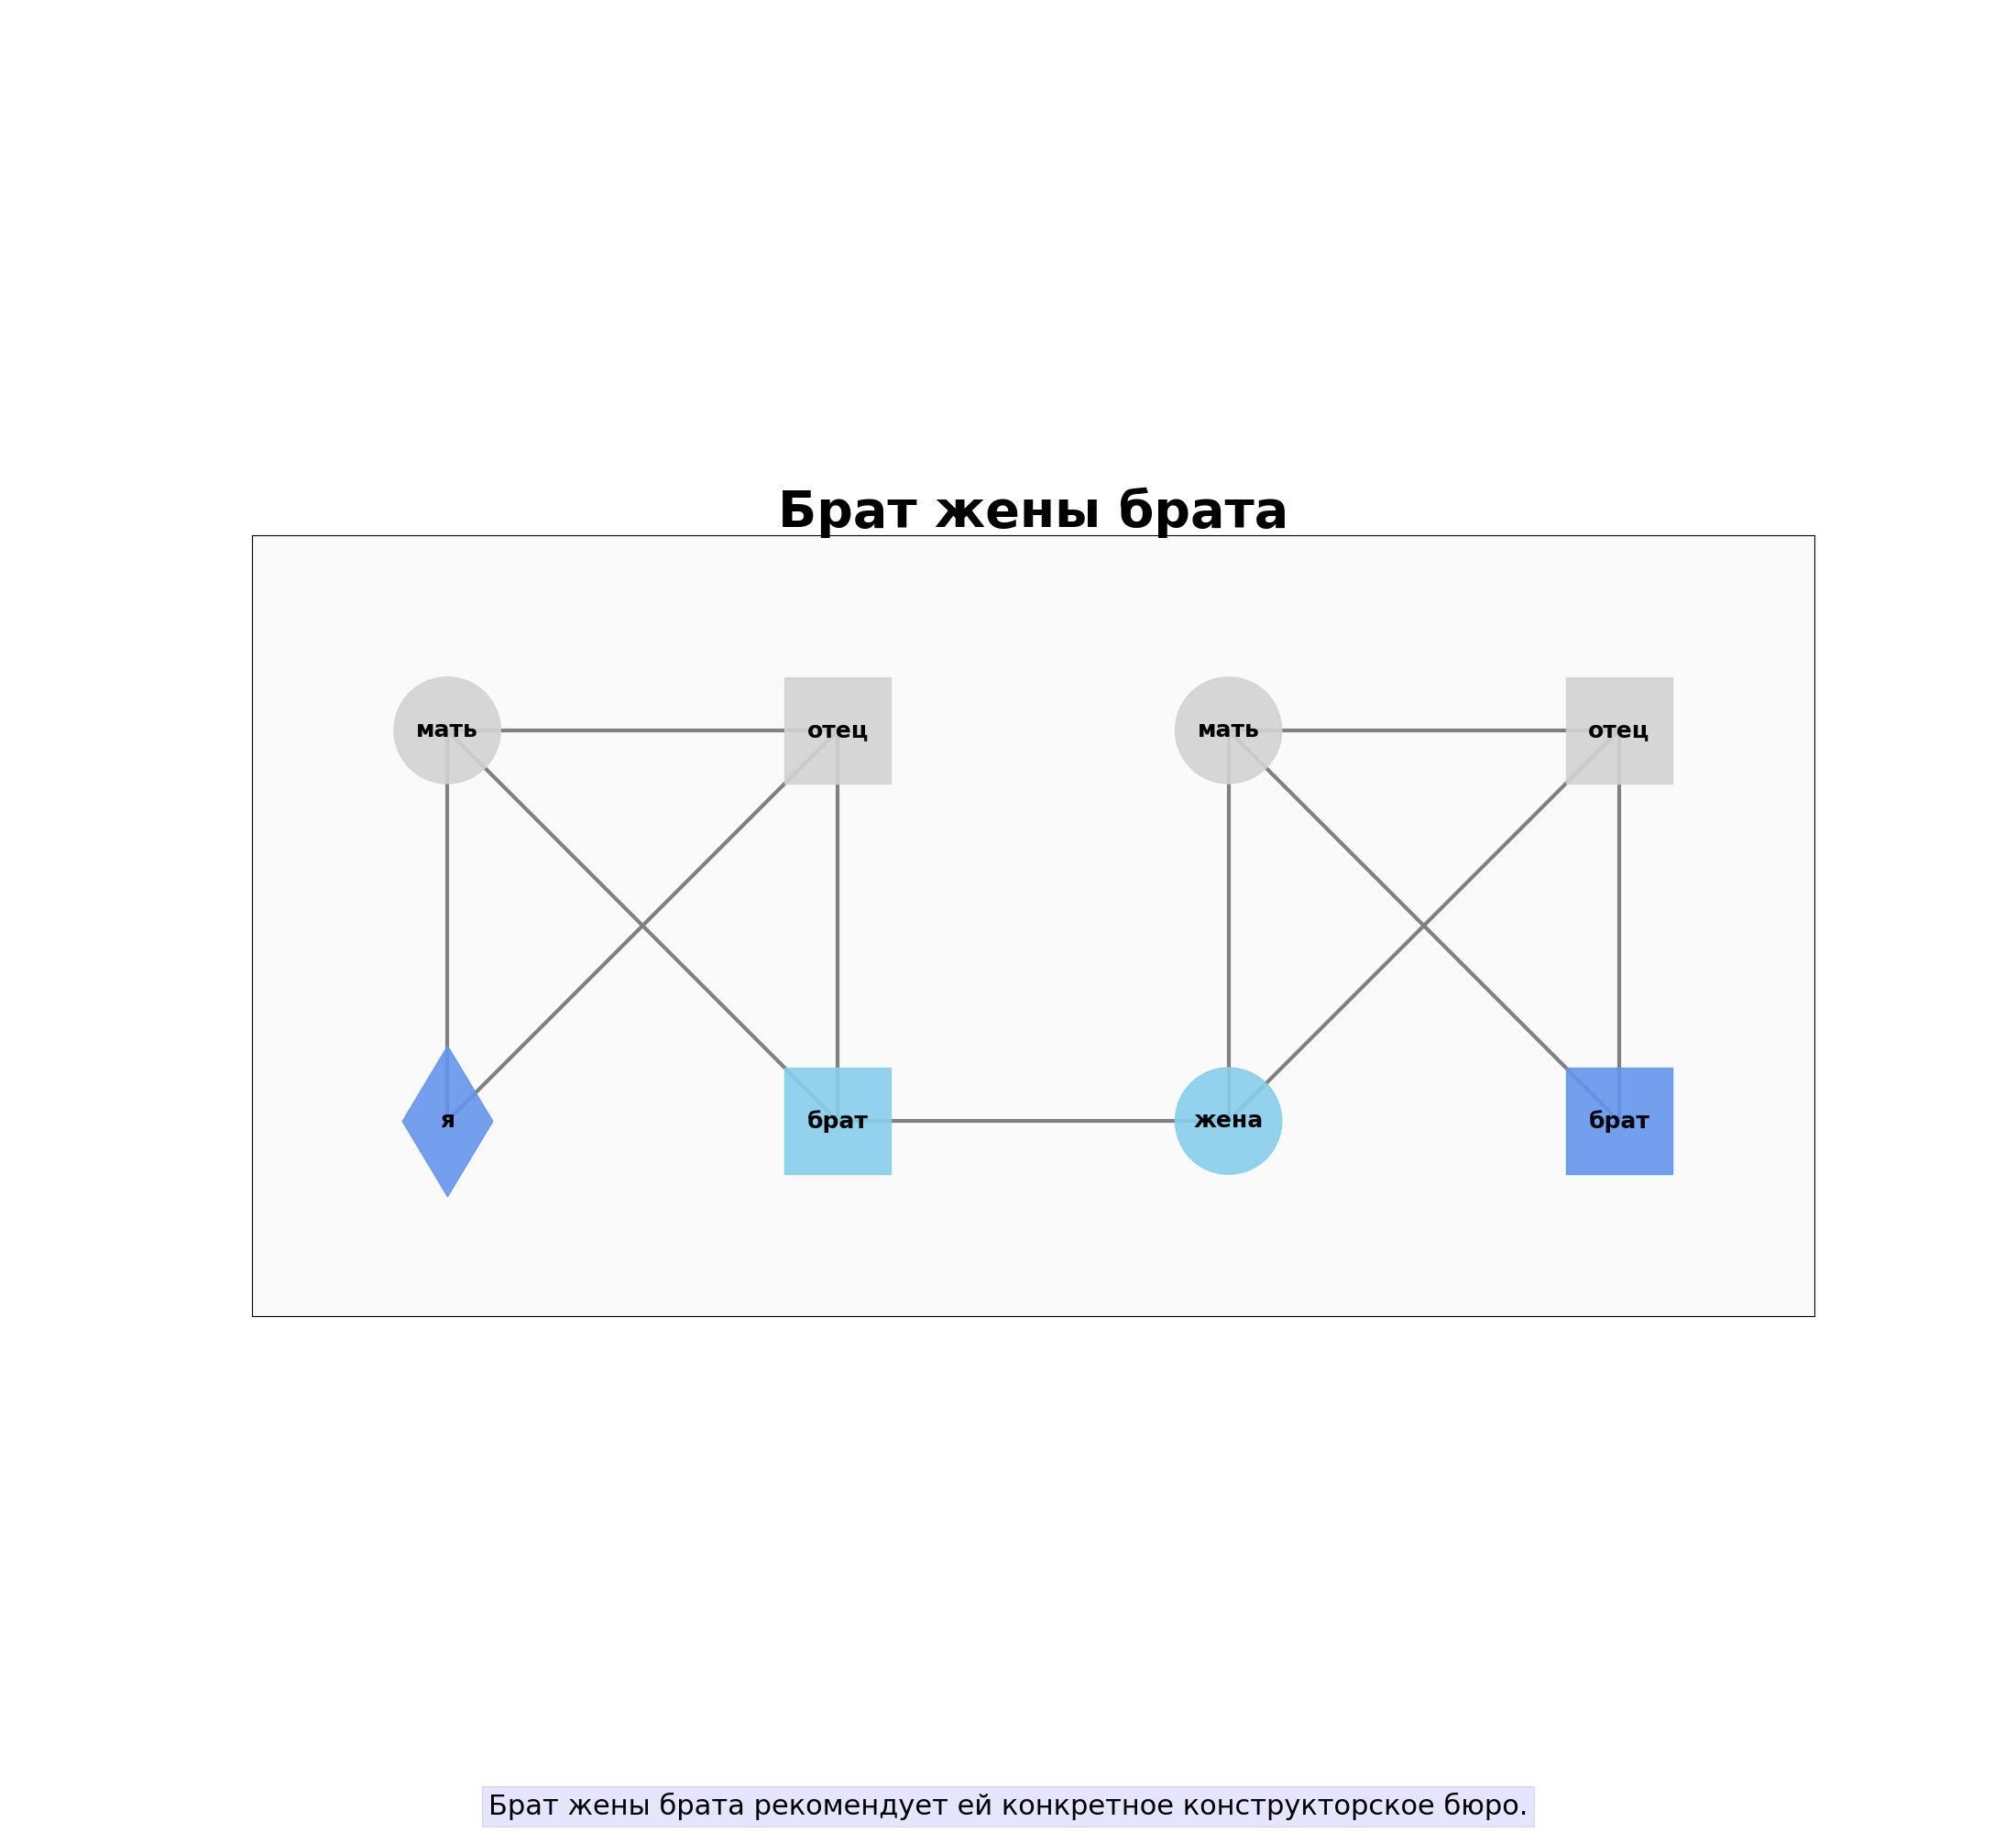 Брат жены брата
мать
отец
мать
отец
я
брат
жена
брат
Брат жены брата рекомендует ей конкретное конструкторское бюро.